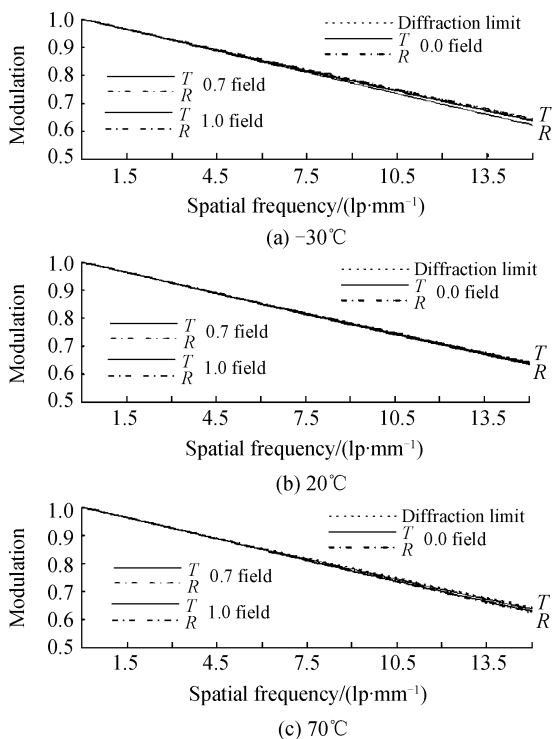 1.0
0.9
0.8
0.7
0.6
0.5
Modulation
Diffraction limit
T
R
0.0 field
T
R
0.7 field
T
R
1.0 field
T
R
1.5
4.5
7.5
10.5
13.5
Spatial frequency/(lp·mm⁻¹)
(a) −30℃
1.0
0.9
0.8
0.7
0.6
0.5
Modulation
Diffraction limit
T
R
0.0 field
T
R
0.7 field
T
R
1.0 field
T
R
1.5
4.5
7.5
10.5
13.5
Spatial frequency/(lp·mm⁻¹)
(b) 20℃
1.0
0.9
0.8
0.7
0.6
0.5
Modulation
Diffraction limit
T
R
0.0 field
T
R
0.7 field
T
R
1.0 field
T
R
1.5
4.5
7.5
10.5
13.5
Spatial frequency/(lp·mm⁻¹)
(c) 70℃